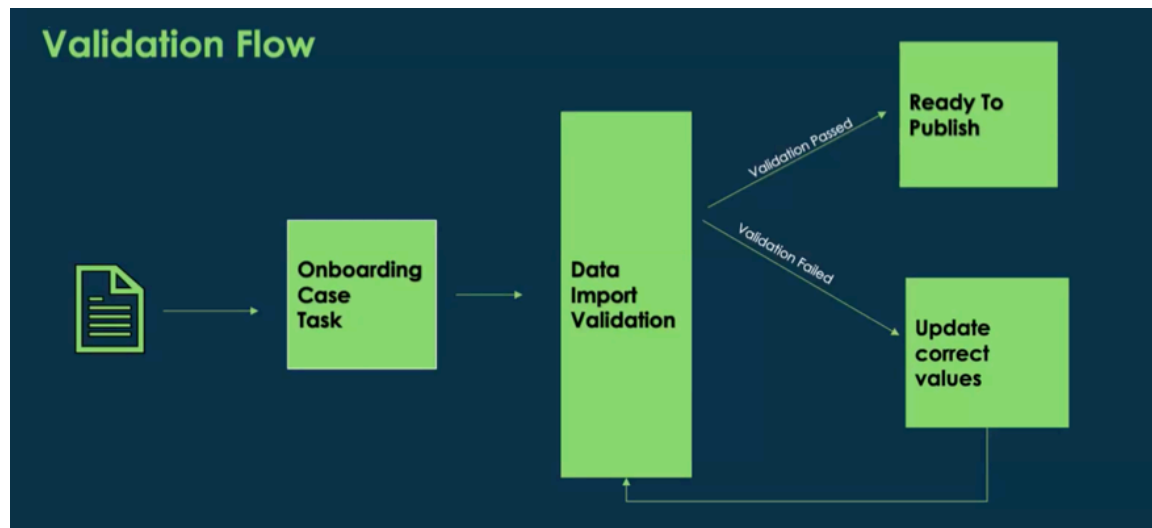 Validation Flow
Onboarding
Case
Task
Data
Import
Validation
Validation Passed
Ready To
Publish
Validation Failed
Update
correct
values